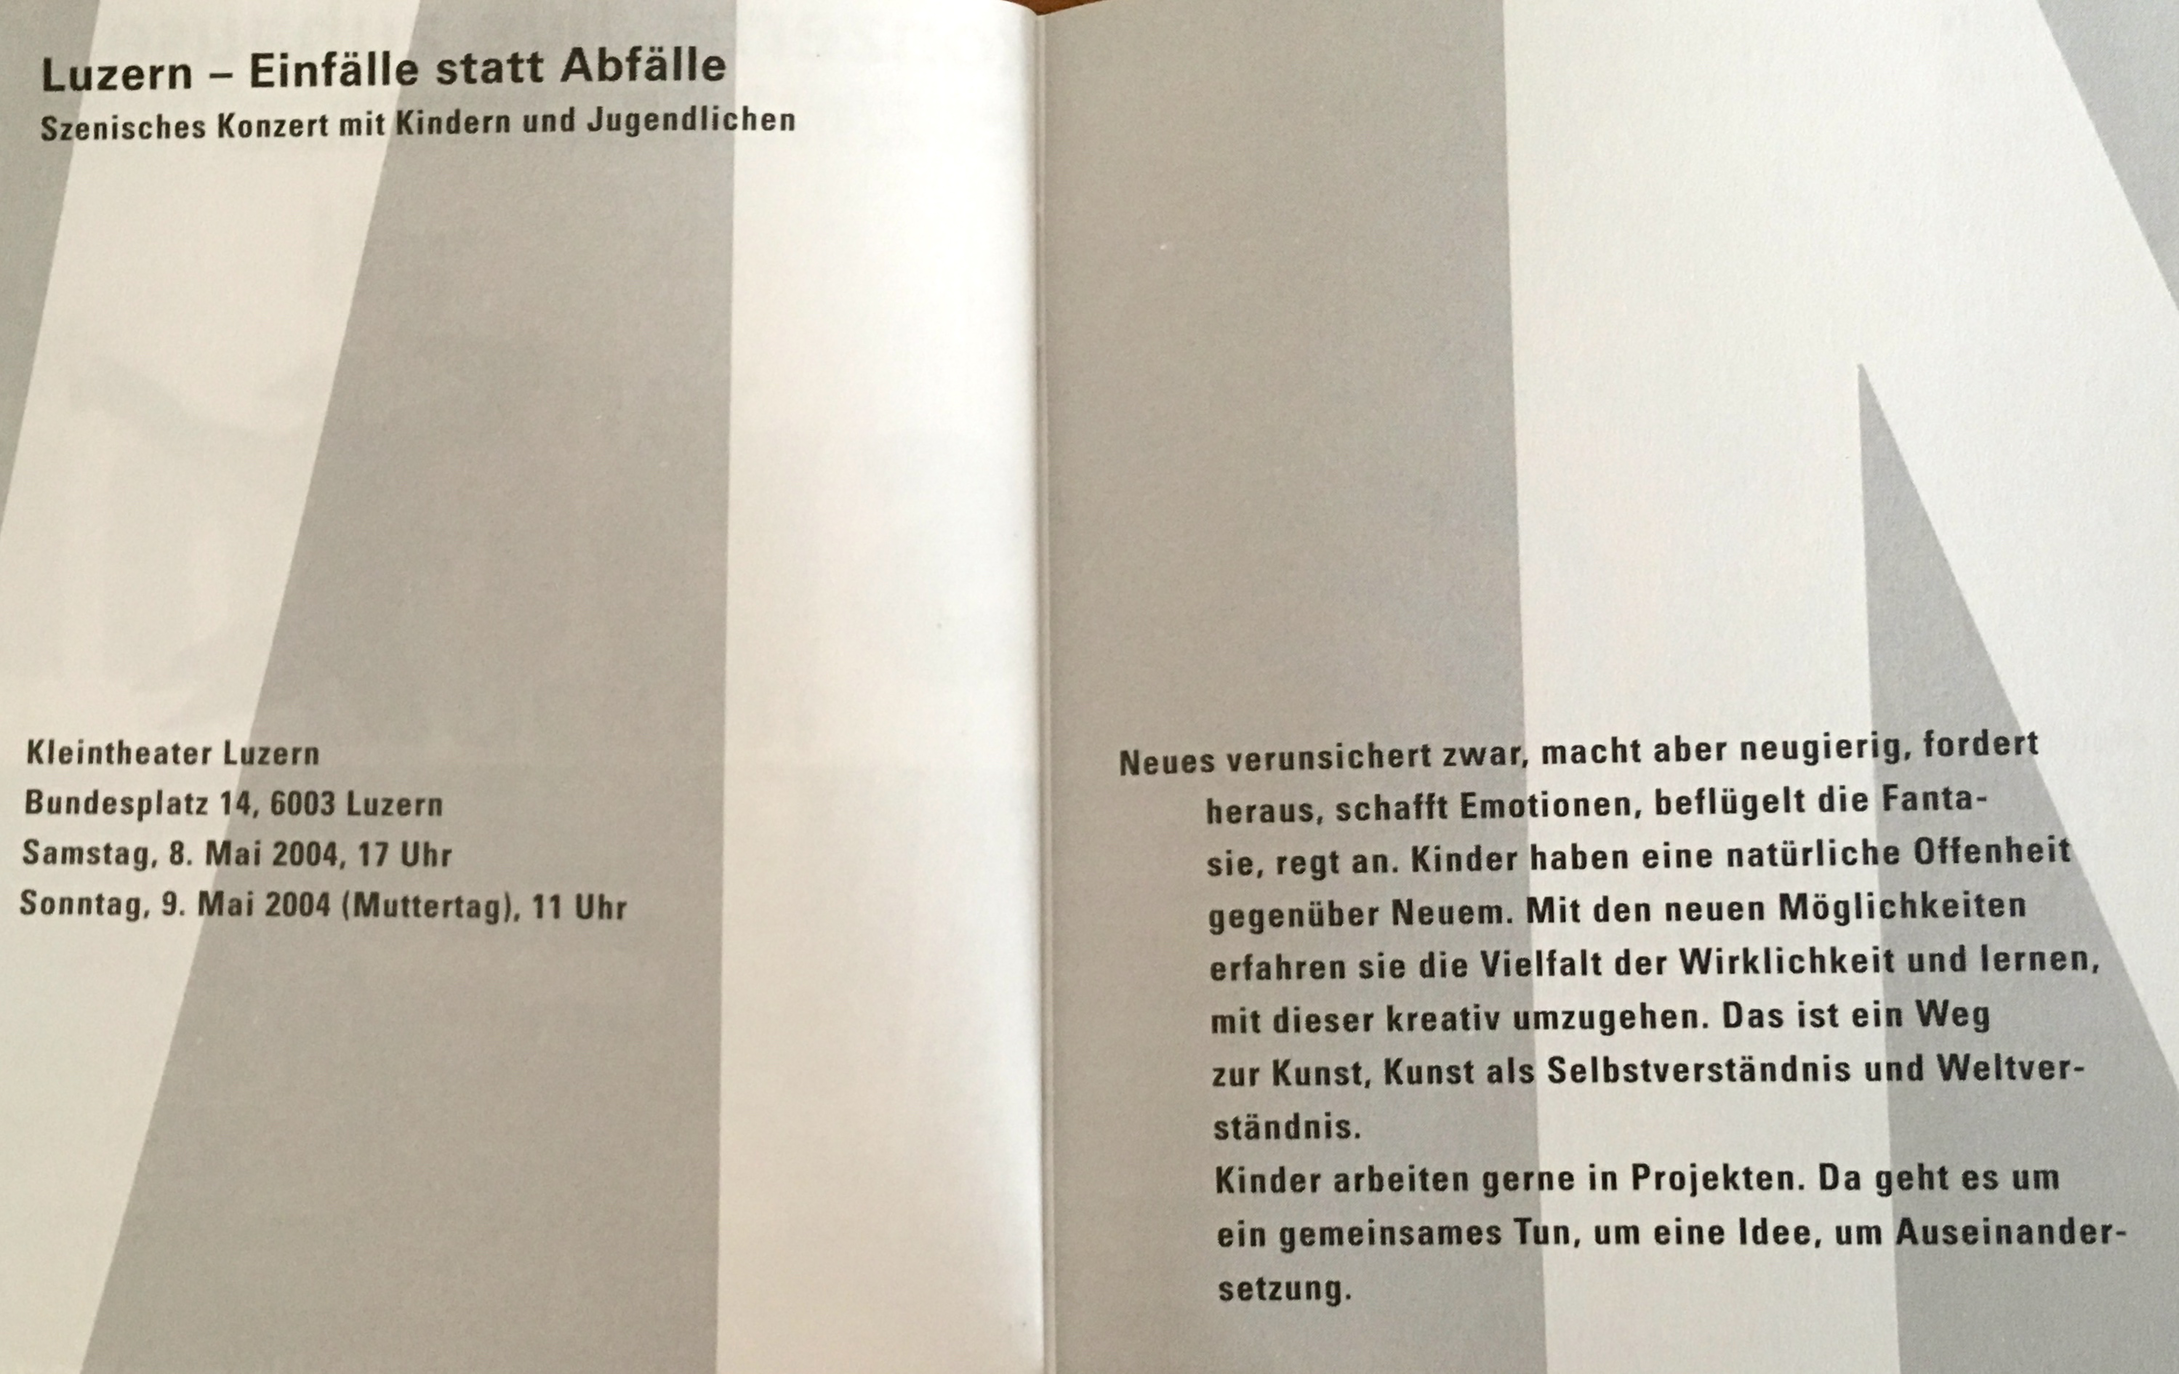 Luzern – Einfälle statt Abfälle
Szenisches Konzert mit Kindern und Jugendlichen
Kleintheater Luzern
Bundesplatz 14, 6003 Luzern
Samstag, 8. Mai 2004, 17 Uhr
Sonntag, 9. Mai 2004 (Muttertag), 11 Uhr
Neues verunsichert zwar, macht aber neugierig, fordert
heraus, schafft Emotionen, beflügelt die Fanta-
sie, regt an. Kinder haben eine natürliche Offenheit
gegenüber Neuem. Mit den neuen Möglichkeiten
erfahren sie die Vielfalt der Wirklichkeit und lernen,
mit dieser kreativ umzugehen. Das ist ein Weg
zur Kunst, Kunst als Selbstverständnis und Weltver-
ständnis.
Kinder arbeiten gerne in Projekten. Da geht es um
ein gemeinsames Tun, um eine Idee, um Auseinander-
setzung.